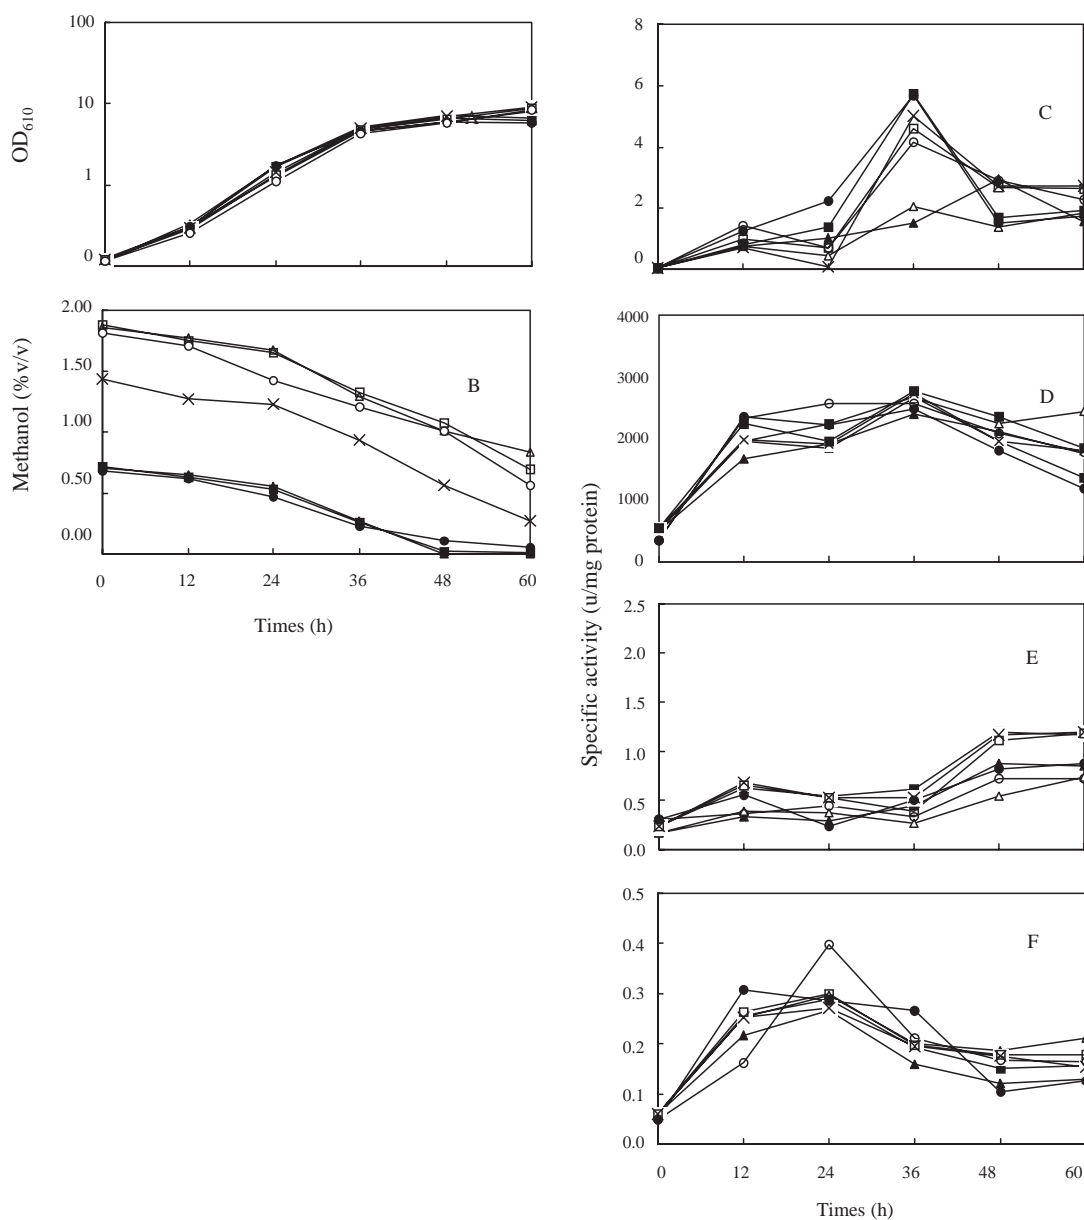 100
10
1
0
OD610
2.00
1.50
1.00
0.50
0.00
B
Methanol (% v/v)
0 12 24 36 48 60
Times (h)
8
6
4
2
0
C
4000
3000
2000
1000
0
D
Specific activity (u/mg protein)
2.5
2.0
1.5
1.0
0.5
0.0
E
0.5
0.4
0.3
0.2
0.1
0.0
F
0 12 24 36 48 60
Times (h)